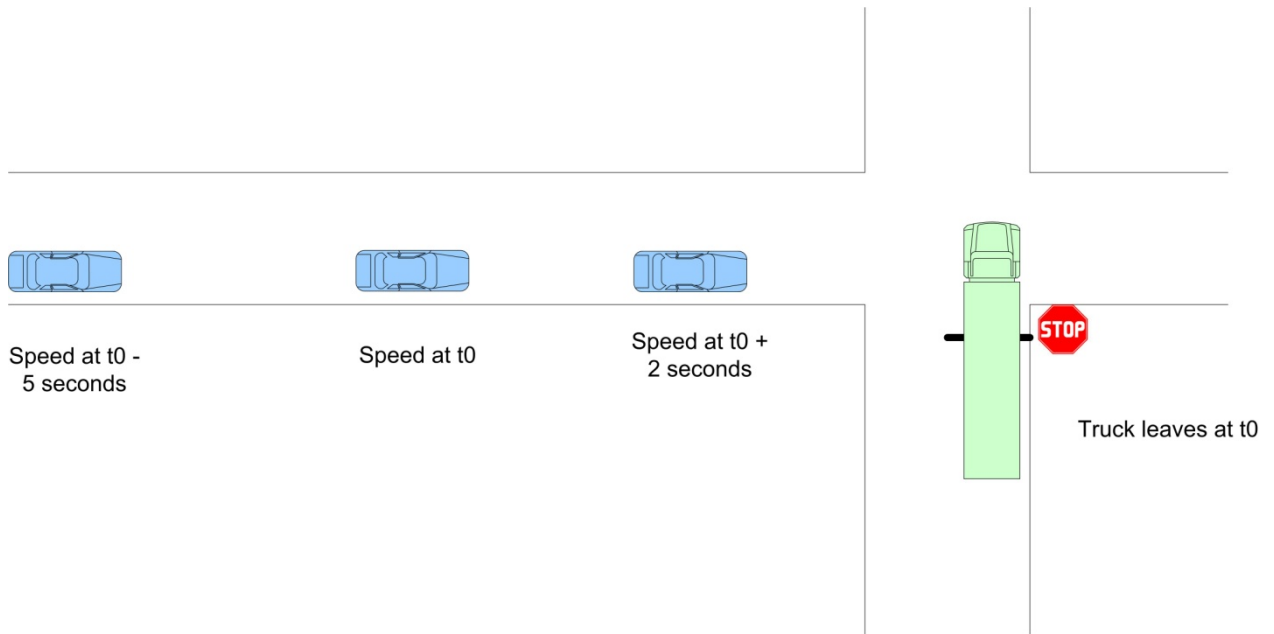 STOP
Speed at t0 -
5 seconds
Speed at t0
Speed at t0 +
2 seconds
Truck leaves at t0